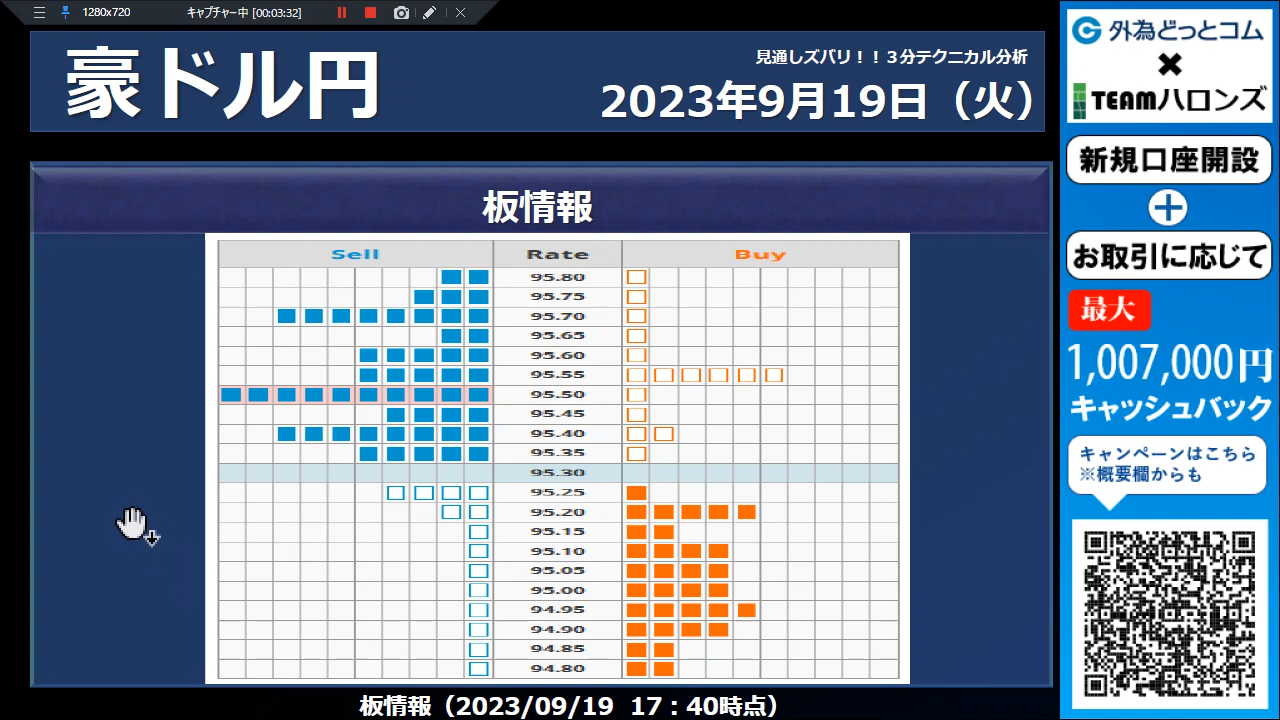 1280x720
キャプチャー中 [00:03:32]
豪ドル円
見通しズバリ！！３分テクニカル分析
2023年9月19日（火）
板情報
Sell Rate Buy
95.80
95.75
95.70
95.65
95.60
95.55
95.50
95.45
95.40
95.35
95.30
95.25
95.20
95.15
95.10
95.05
95.00
94.95
94.90
94.85
94.80
板情報（2023/09/19 17：40時点）
外為どっとコム
×
TEAMハロンズ
新規口座開設
+
お取引に応じて
最大
1,007,000円
キャッシュバック
キャンペーンはこちら
※概要欄からも